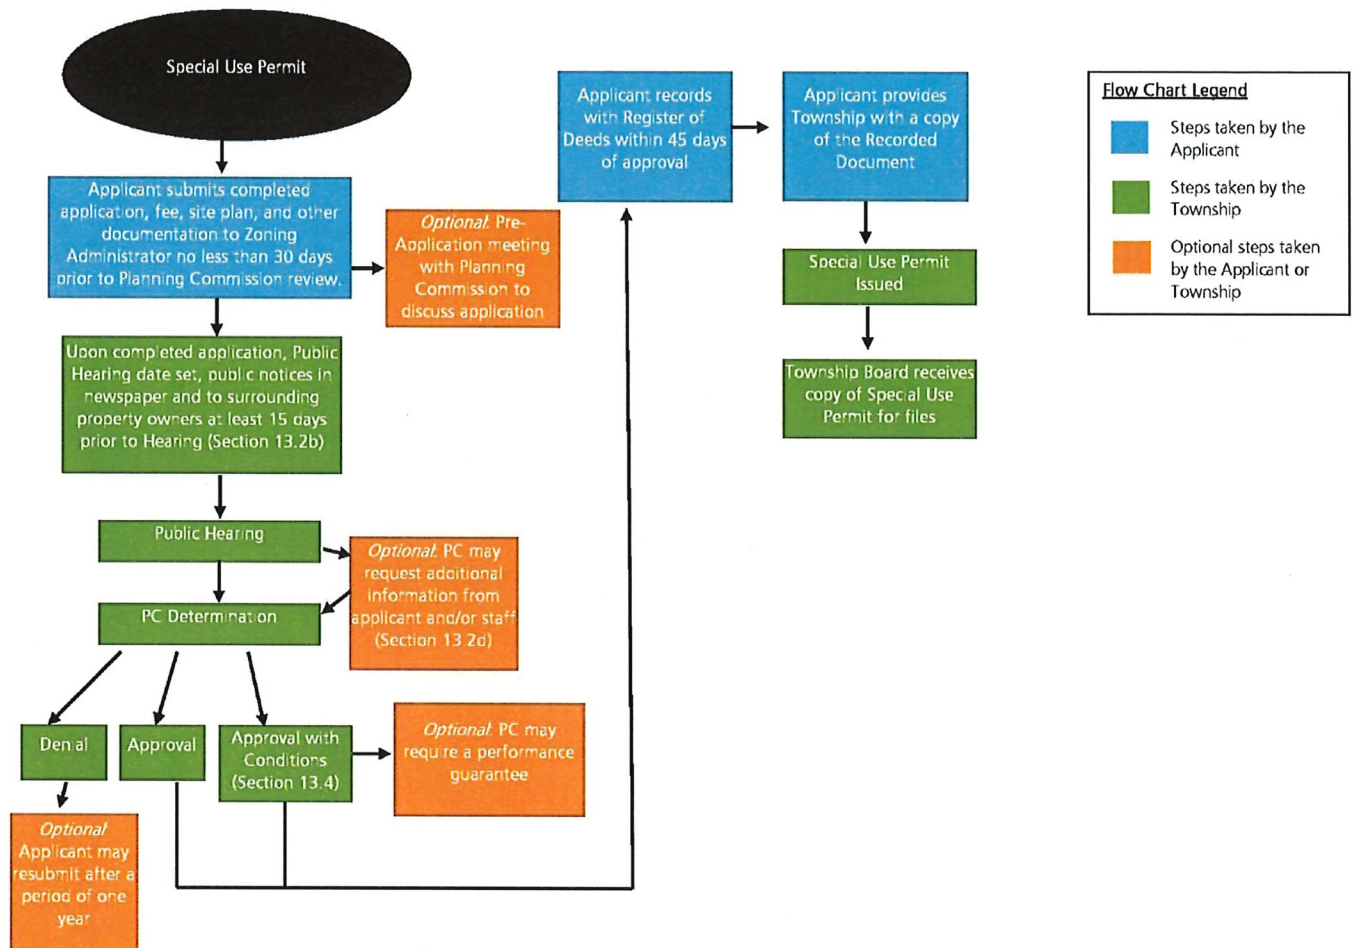 Special Use Permit
Applicant submits completed
application, fee, site plan, and other
documentation to Zoning
Administrator no less than 30 days
prior to Planning Commission review.
Optional: Pre-
Application meeting
with Planning
Commission to
discuss application
Upon completed application, Public
Hearing date set, public notices in
newspaper and to surrounding
property owners at least 15 days
prior to Hearing (Section 13.2b)
Public Hearing
Optional: PC may
request additional
information from
applicant and/or staff
(Section 13.2d)
PC Determination
Denial
Approval
Approval with
Conditions
(Section 13.4)
Optional: PC may
require a performance
guarantee
Optional:
Applicant may
resubmit after a
period of one
year
Applicant records
with Register of
Deeds within 45 days
of approval
Applicant provides
Township with a copy
of the Recorded
Document
Special Use Permit
Issued
Township Board receives
copy of Special Use
Permit for files
Flow Chart Legend
Steps taken by the
Applicant
Steps taken by the
Township
Optional steps taken
by the Applicant or
Township